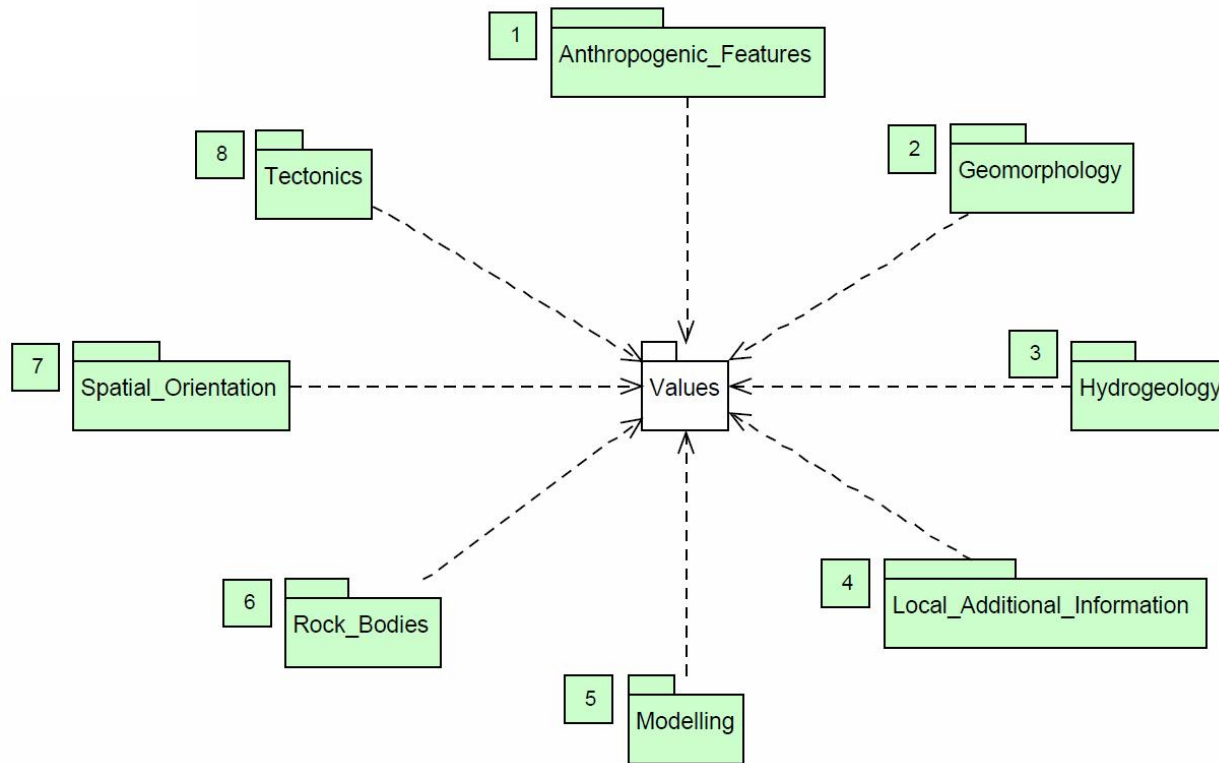 1
Anthropogenic_Features
8
Tectonics
2
Geomorphology
7
Spatial_Orientation
Values
3
Hydrogeology
6
Rock_Bodies
4
Local_Additional_Information
5
Modelling